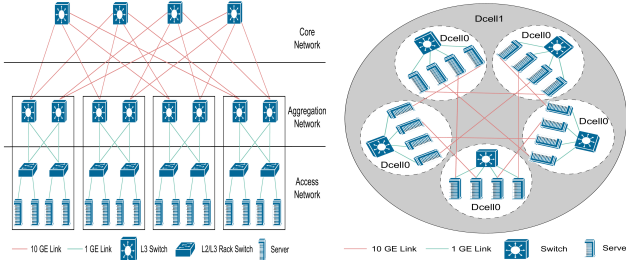 Core
Network
Aggregation
Network
Access
Network
10 GE Link
1 GE Link
L3 Switch
L2/L3 Rack Switch
Server
Dcell1
Dcell0
Dcell0
Dcell0
Dcell0
Dcell0
10 GE Link
1 GE Link
Switch
Serve